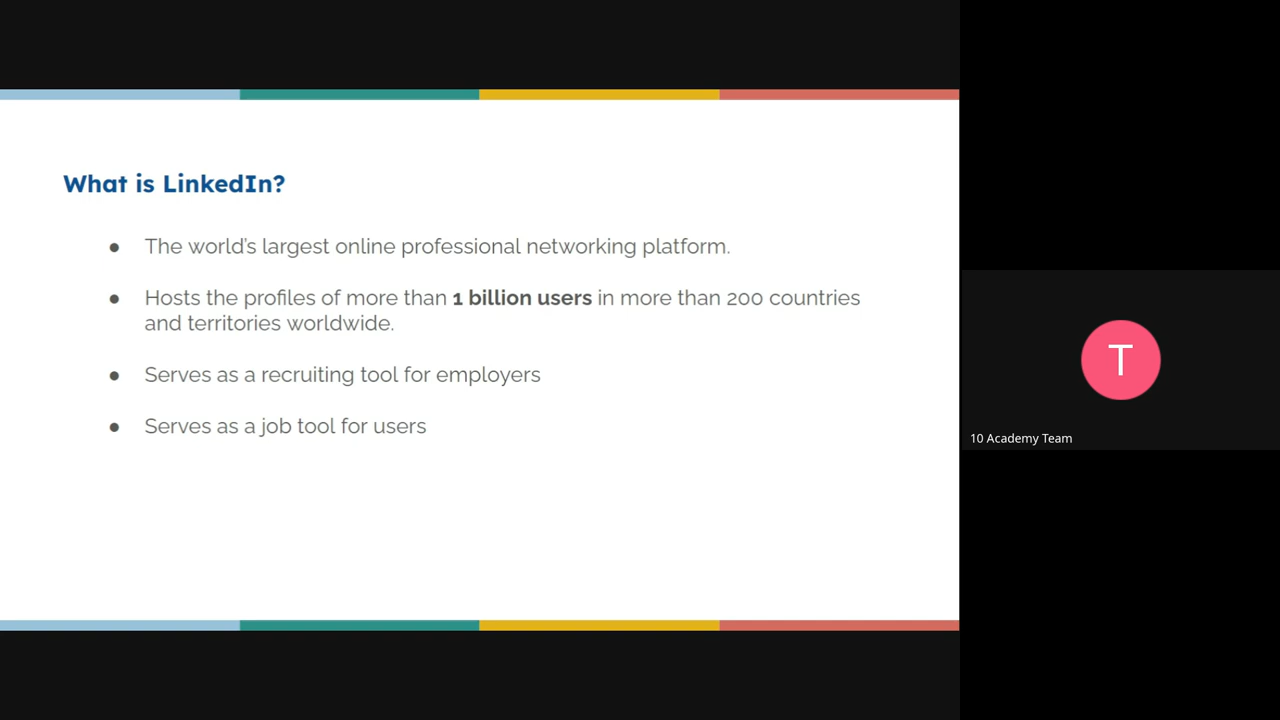 What is LinkedIn?
● The world's largest online professional networking platform.
● Hosts the profiles of more than 1 billion users in more than 200 countries
and territories worldwide.
● Serves as a recruiting tool for employers
● Serves as a job tool for users
T
10 Academy Team